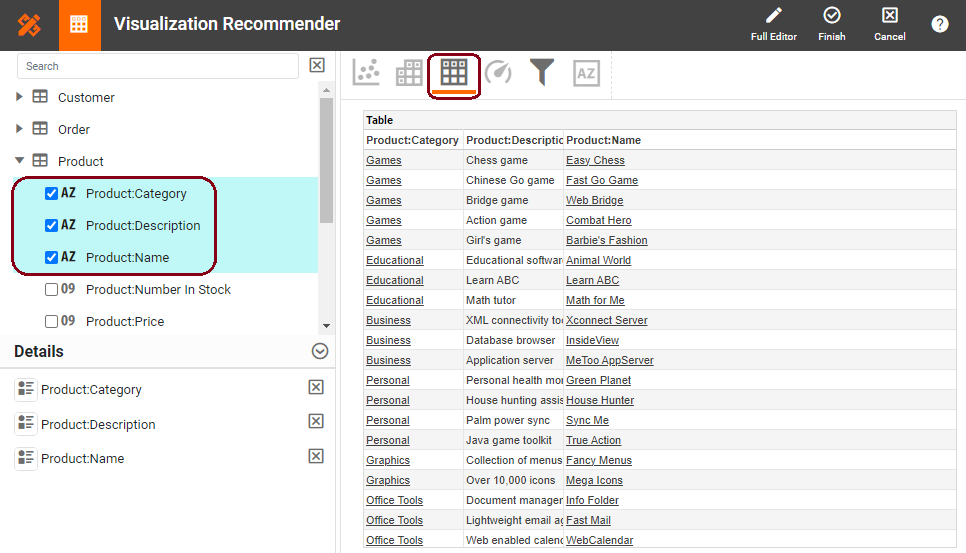 Visualization Recommender
Full Editor
Finish
Cancel
?
Search
Customer
Order
Product
AZ Product:Category
AZ Product:Description
AZ Product:Name
09 Product:Number In Stock
09 Product:Price
Details
Product:Category
Product:Description
Product:Name
AZ
Table
Product:Category Product:Descriptic Product:Name
Games Chess game Easy Chess
Games Chinese Go game Fast Go Game
Games Bridge game Web Bridge
Games Action game Combat Hero
Games Girl's game Barbie's Fashion
Educational Educational software Animal World
Educational Learn ABC Learn ABC
Educational Math tutor Math for Me
Business XML connectivity too Xconnect Server
Business Database browser InsideView
Business Application server MeToo AppServer
Personal Personal health mon Green Planet
Personal House hunting assis House Hunter
Personal Palm power sync Sync Me
Personal Java game toolkit True Action
Graphics Collection of menus Fancy Menus
Graphics Over 10,000 icons Mega Icons
Office Tools Document managem Info Folder
Office Tools Lightweight email ag Fast Mail
Office Tools Web enabled calend WebCalendar